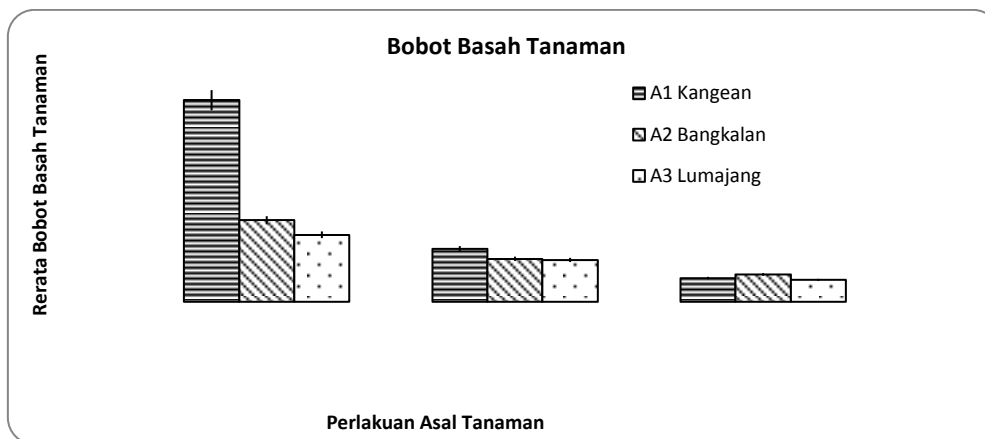 Bobot Basah Tanaman
Rerata Bobot Basah Tanaman
A1 Kangean
A2 Bangkalan
A3 Lumajang
Perlakuan Asal Tanaman